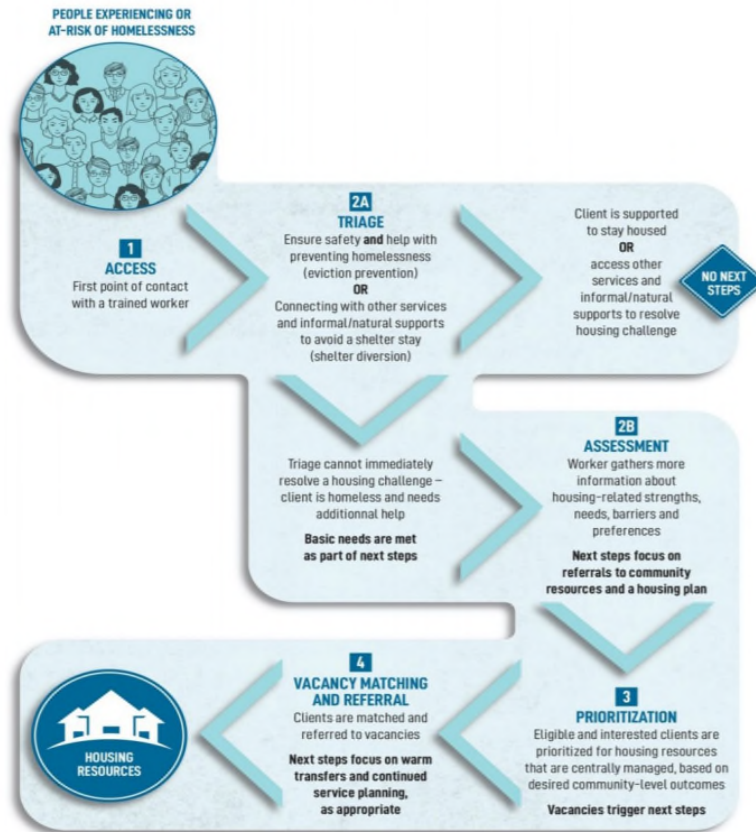 PEOPLE EXPERIENCING OR
AT-RISK OF HOMELESSNESS
1
ACCESS
First point of contact
with a trained worker
2A
TRIAGE
Ensure safety and help with
preventing homelessness
(eviction prevention)
OR
Connecting with other services
and informal/natural supports
to avoid a shelter stay
(shelter diversion)
Client is supported
to stay housed
OR
access other
services and
informal/natural
supports to resolve
housing challenge
NO NEXT
STEPS
Triage cannot immediately
resolve a housing challenge –
client is homeless and needs
additionnal help
Basic needs are met
as part of next steps
2B
ASSESSMENT
Worker gathers more
information about
housing-related strengths,
needs, barriers and
preferences
Next steps focus on
referrals to community
resources and a housing plan
3
PRIORITIZATION
Eligible and interested clients are
prioritized for housing resources
that are centrally managed, based on
desired community-level outcomes
Vacancies trigger next steps
4
VACANCY MATCHING
AND REFERRAL
Clients are matched and
referred to vacancies
Next steps focus on warm
transfers and continued
service planning,
as appropriate
HOUSING
RESOURCES